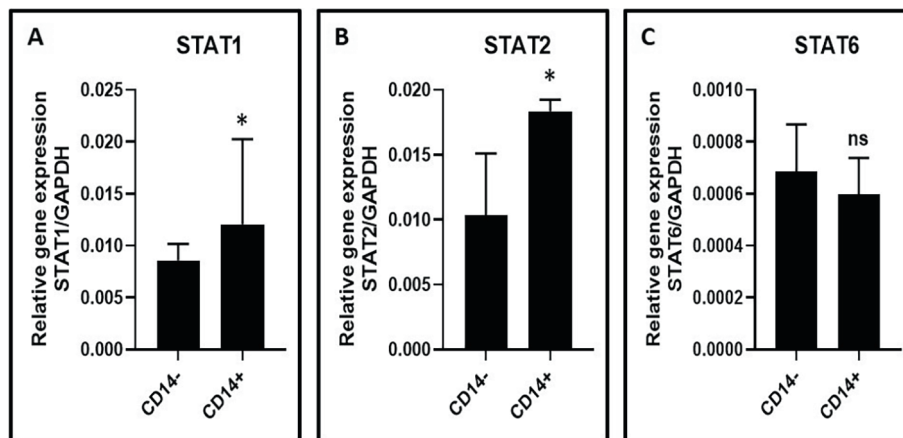 A
STAT1
Relative gene expression
STAT1/GAPDH
0.025
0.020
0.015
0.010
0.005
0.000
*
CD14-
CD14+
B
STAT2
Relative gene expression
STAT2/GAPDH
0.020
0.015
0.010
0.005
0.000
*
CD14-
CD14+
C
STAT6
Relative gene expression
STAT6/GAPDH
0.0010
0.0008
0.0006
0.0004
0.0002
0.0000
ns
CD14-
CD14+